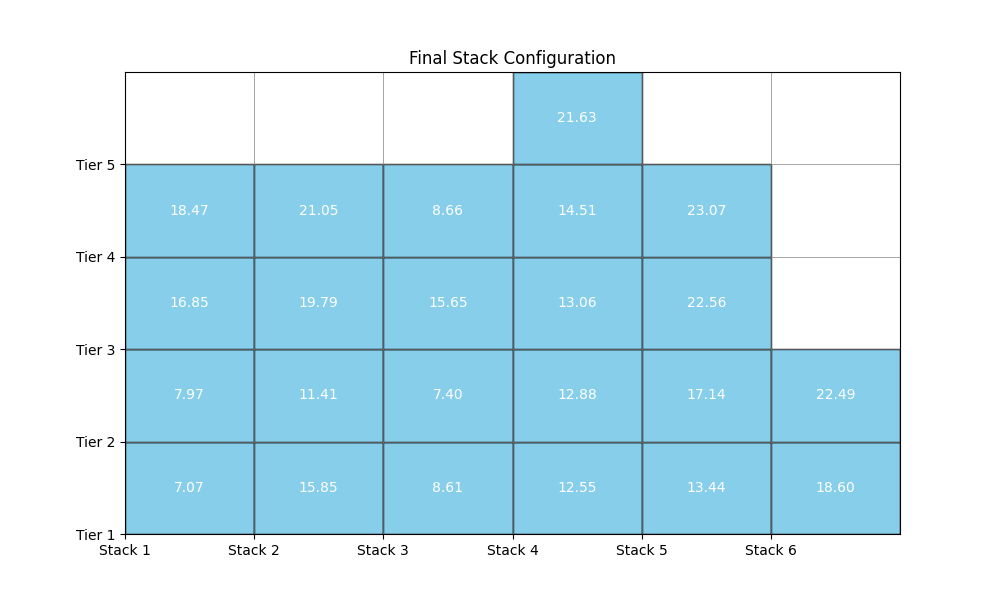 Final Stack Configuration
21.63
Tier 5
18.47 21.05 8.66 14.51 23.07
Tier 4
16.85 19.79 15.65 13.06 22.56
Tier 3
7.97 11.41 7.40 12.88 17.14 22.49
Tier 2
7.07 15.85 8.61 12.55 13.44 18.60
Tier 1
Stack 1 Stack 2 Stack 3 Stack 4 Stack 5 Stack 6